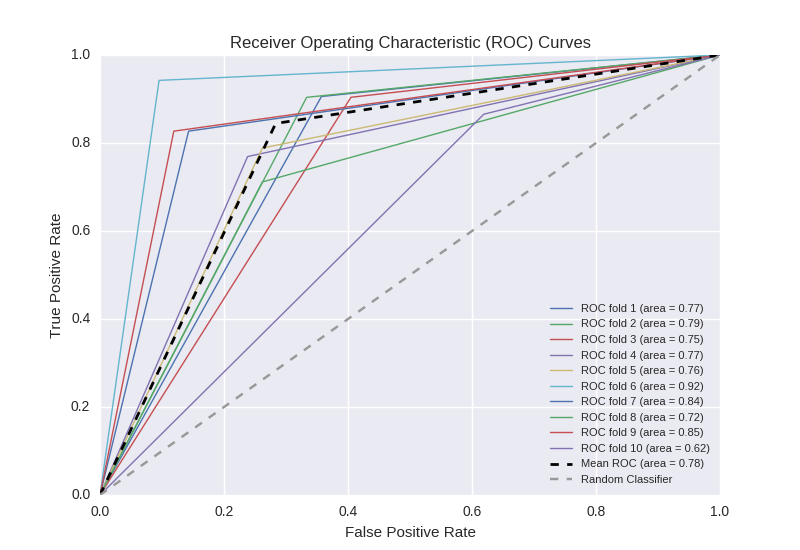 Receiver Operating Characteristic (ROC) Curves
1.0
0.8
0.6
0.4
0.2
0.0
True Positive Rate
ROC fold 1 (area = 0.77)
ROC fold 2 (area = 0.79)
ROC fold 3 (area = 0.75)
ROC fold 4 (area = 0.77)
ROC fold 5 (area = 0.76)
ROC fold 6 (area = 0.92)
ROC fold 7 (area = 0.84)
ROC fold 8 (area = 0.72)
ROC fold 9 (area = 0.85)
ROC fold 10 (area = 0.62)
Mean ROC (area = 0.78)
Random Classifier
0.0 0.2 0.4 0.6 0.8 1.0
False Positive Rate